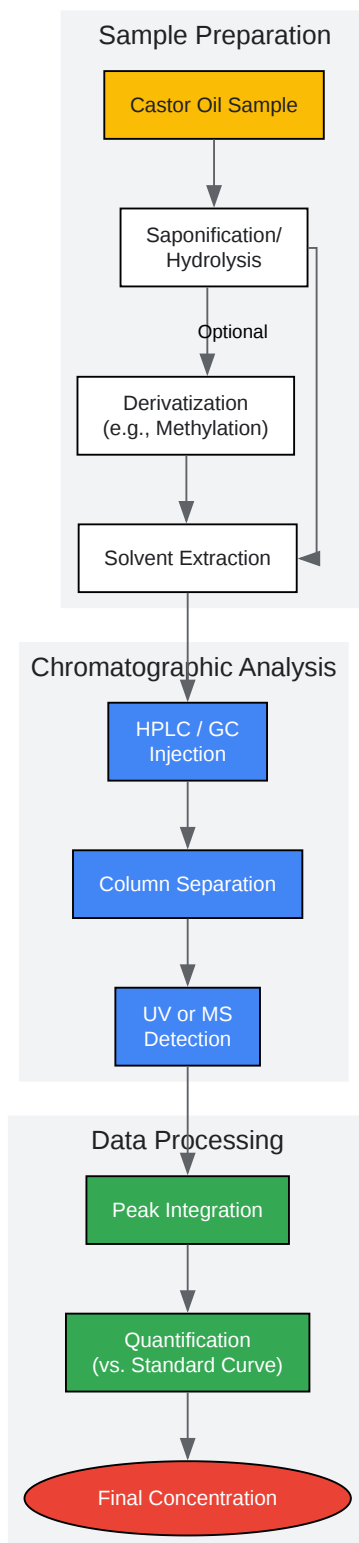 Sample Preparation
Castor Oil Sample
Saponification/
Hydrolysis
Optional
Derivatization
(e.g., Methylation)
Solvent Extraction
Chromatographic Analysis
HPLC / GC
Injection
Column Separation
UV or MS
Detection
Data Processing
Peak Integration
Quantification
(vs. Standard Curve)
Final Concentration